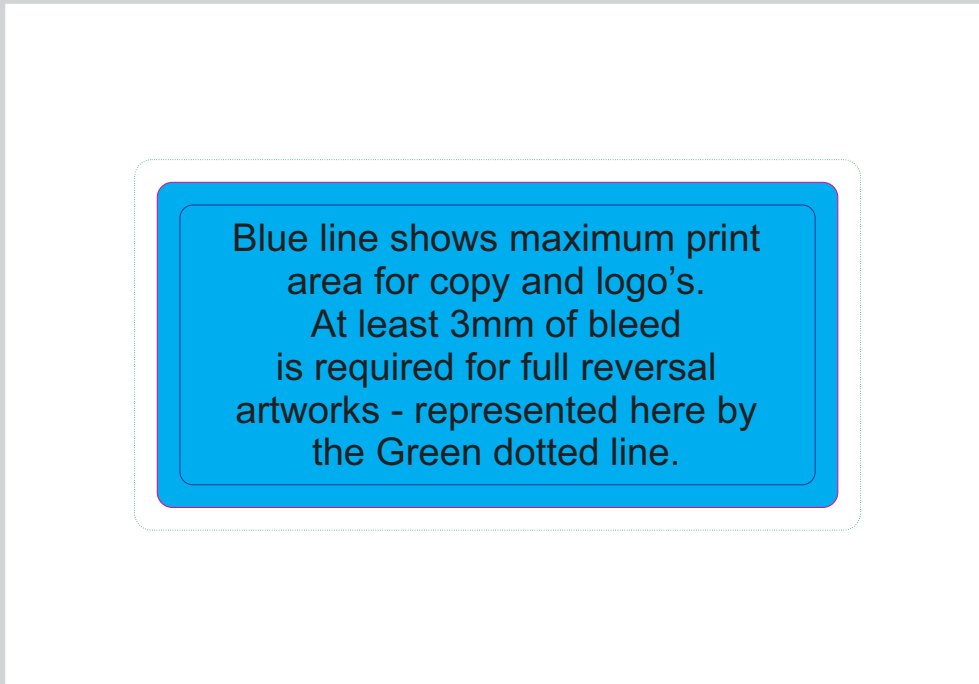 Blue line shows maximum print
area for copy and logo’s.
At least 3mm of bleed
is required for full reversal
artworks - represented here by
the Green dotted line.